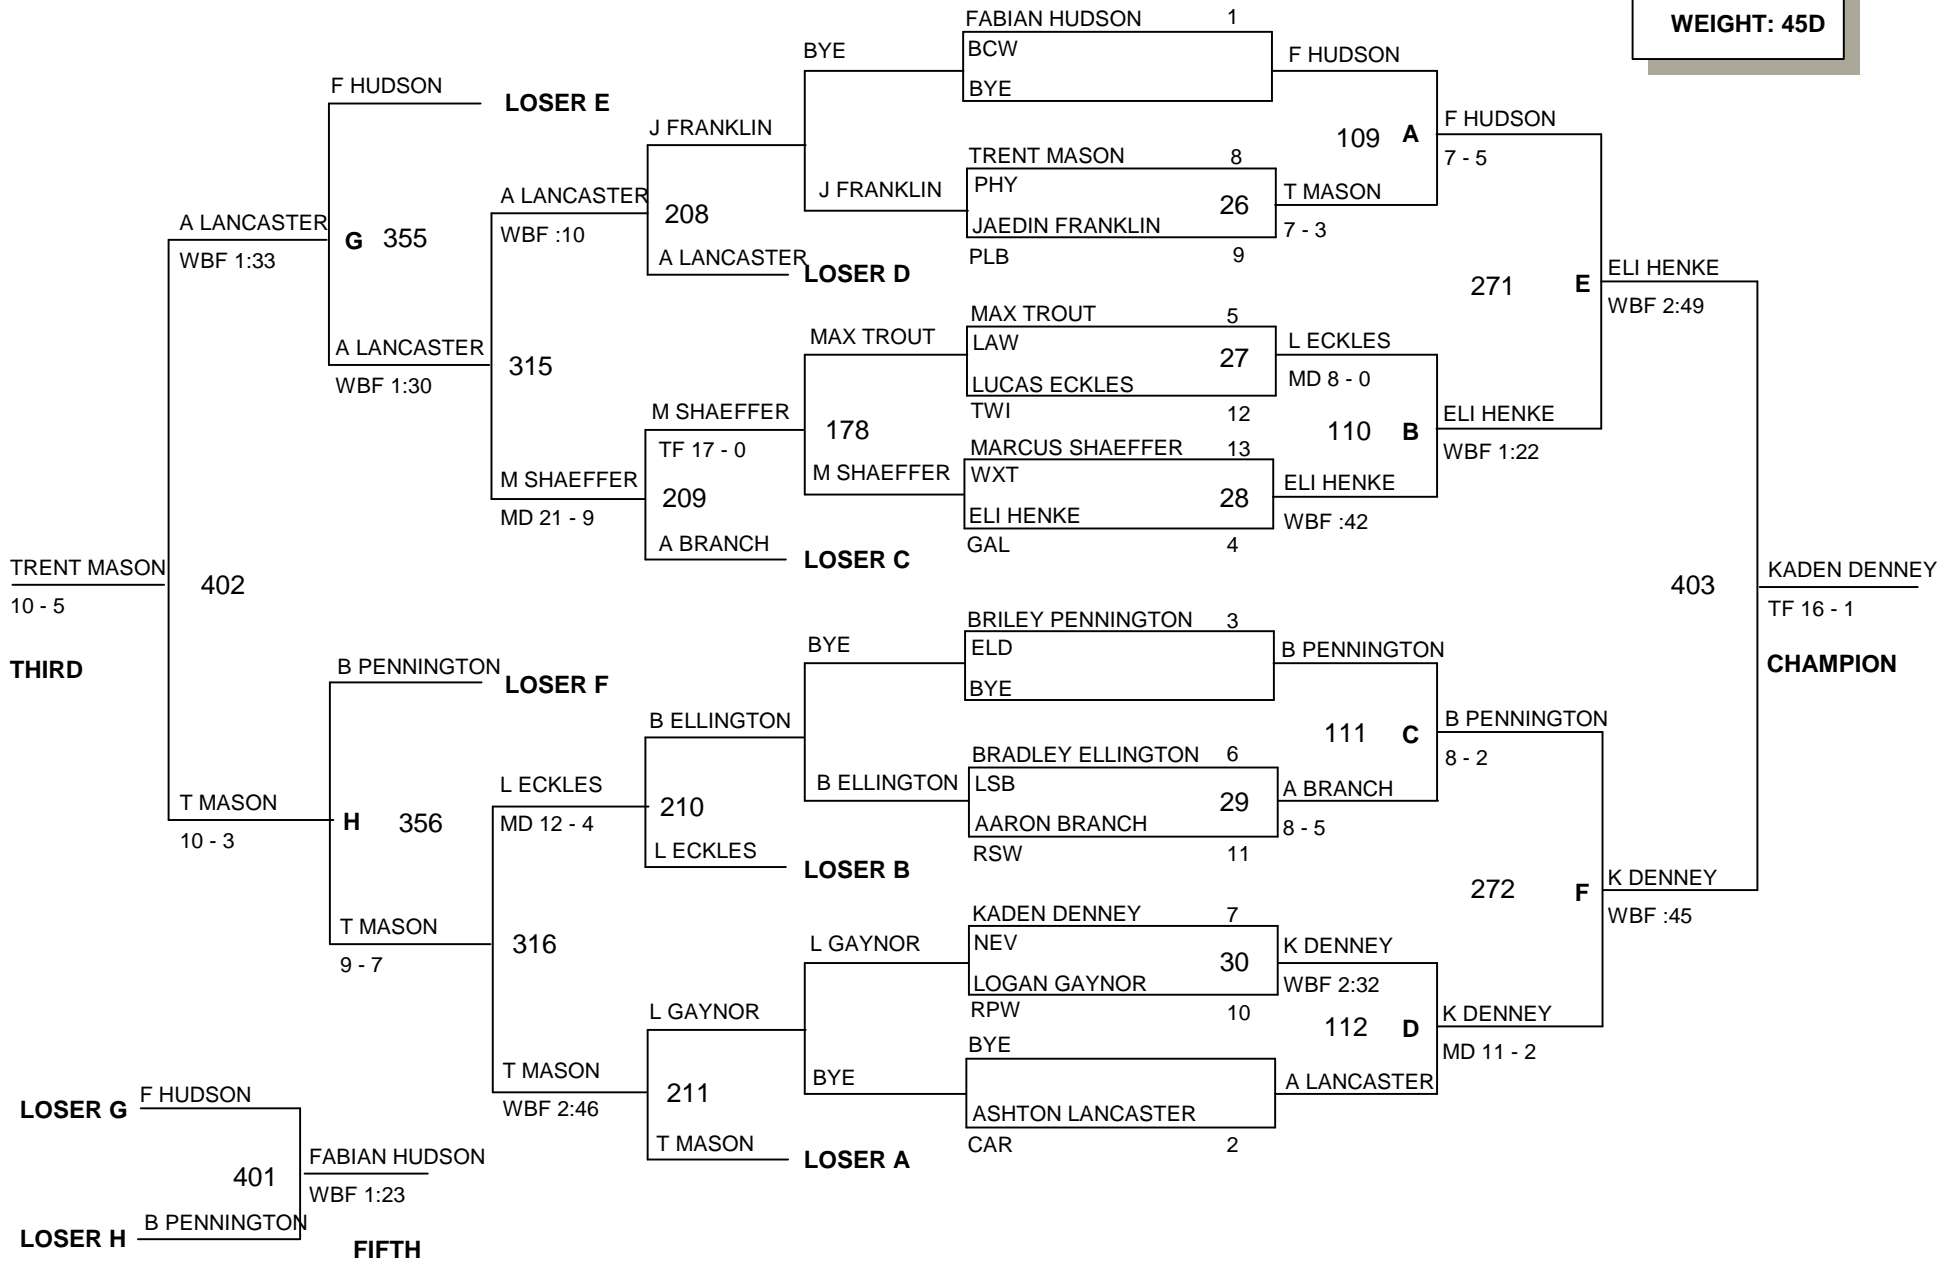 WEIGHT: 45D
FABIAN HUDSON 1
BCW
BYE
BYE
F HUDSON
F HUDSON
LOSER E
J FRANKLIN
109 A
F HUDSON
7 - 5
TRENT MASON 8
PHY
26
JAEDIN FRANKLIN
PLB 9
J FRANKLIN
T MASON
7 - 3
A LANCASTER
WBF :10
208
A LANCASTER
LOSER D
A LANCASTER
WBF 1:33
G 355
271 E
ELI HENKE
WBF 2:49
MAX TROUT 5
LAW
27
LUCAS ECKLES
TWI 12
MAX TROUT
L ECKLES
MD 8 - 0
A LANCASTER
WBF 1:30
315
M SHAEFFER
TF 17 - 0
178
110 B
ELI HENKE
WBF 1:22
MARCUS SHAEFFER 13
WXT
28
ELI HENKE
GAL 4
M SHAEFFER
ELI HENKE
WBF :42
M SHAEFFER
MD 21 - 9
209
A BRANCH
LOSER C
TRENT MASON
10 - 5
THIRD
402
403
KADEN DENNEY
TF 16 - 1
CHAMPION
BRILEY PENNINGTON 3
ELD
BYE
BYE
B PENNINGTON
B PENNINGTON
LOSER F
B ELLINGTON
111 C
B PENNINGTON
8 - 2
BRADLEY ELLINGTON 6
LSB
29
AARON BRANCH
RSW 11
B ELLINGTON
A BRANCH
8 - 5
L ECKLES
MD 12 - 4
210
L ECKLES
LOSER B
T MASON
10 - 3
H 356
272 F
K DENNEY
WBF :45
KADEN DENNEY 7
NEV
30
LOGAN GAYNOR
RPW 10
L GAYNOR
K DENNEY
WBF 2:32
T MASON
9 - 7
316
L GAYNOR
112 D
K DENNEY
MD 11 - 2
BYE
ASHTON LANCASTER
CAR 2
BYE
A LANCASTER
T MASON
WBF 2:46
211
T MASON
LOSER A
LOSER G F HUDSON
401
FABIAN HUDSON
WBF 1:23
LOSER H B PENNINGTON
FIFTH